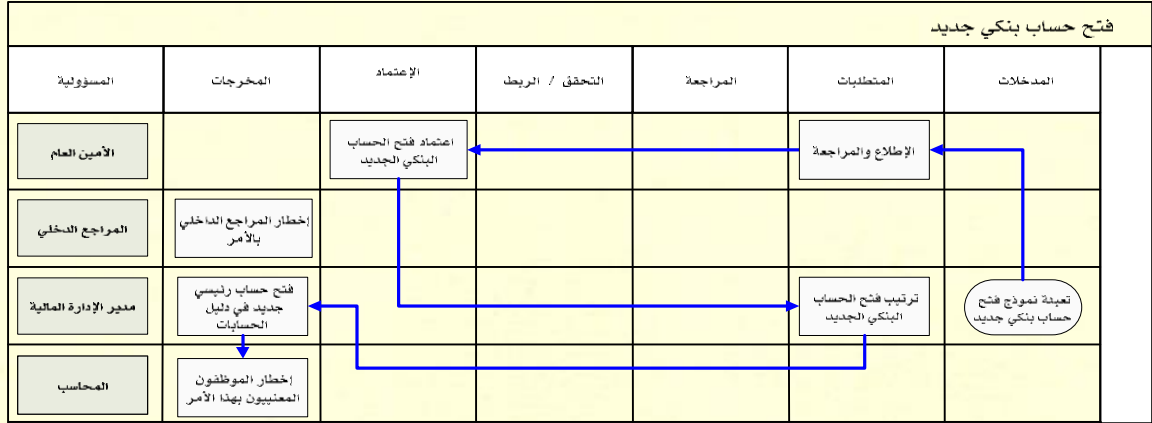 فتح حساب بنكي جديد
المدخلات
المتطلبات
المراجعة
التحقق / الربط
الإعتماد
المخرجات
المسؤولية
الإطلاع والمراجعة
اعتماد فتح الحساب
البنكي الجديد
الأمين العام
إخطار المراجع الداخلي
بالأمر
المراجع الدخلي
تعبئة نموذج فتح
حساب بنكي جديد
ترتيب فتح الحساب
البنكي الجديد
فتح حساب رئيسي
جديد في دليل
الحسابات
مدير الإدارة المالية
إخطار الموظفون
المعنييون بهذا الأمر
المحاسب